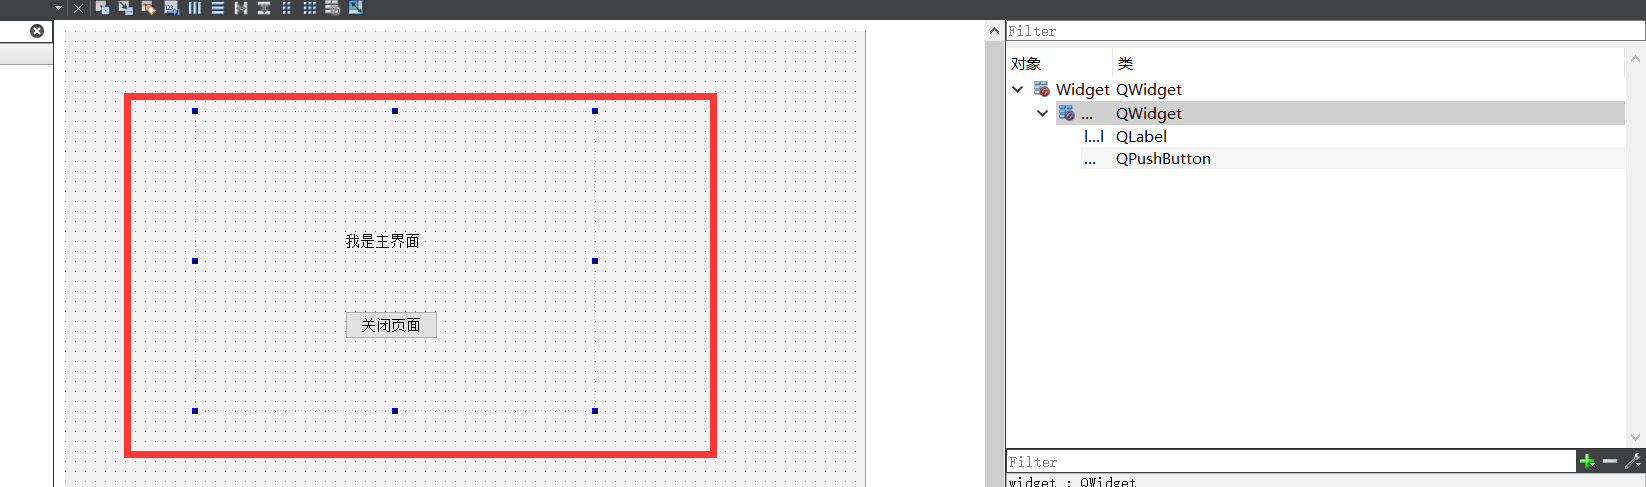 Filter
对象 类
Widget QWidget
... QWidget
l...l QLabel
... QPushButton
我是主界面
关闭页面
Filter
widget : QWidget